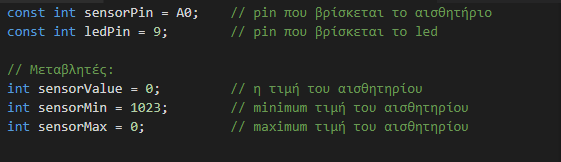 const int sensorPin = A0;    // pin που βρίσκεται το αισθητήριο
const int ledPin = 9;        // pin που βρίσκεται το led
// Μεταβλητές:
int sensorValue = 0;         // η τιμή του αισθητηρίου
int sensorMin = 1023;        // minimum τιμή του αισθητηρίου
int sensorMax = 0;           // maximum τιμή του αισθητηρίου